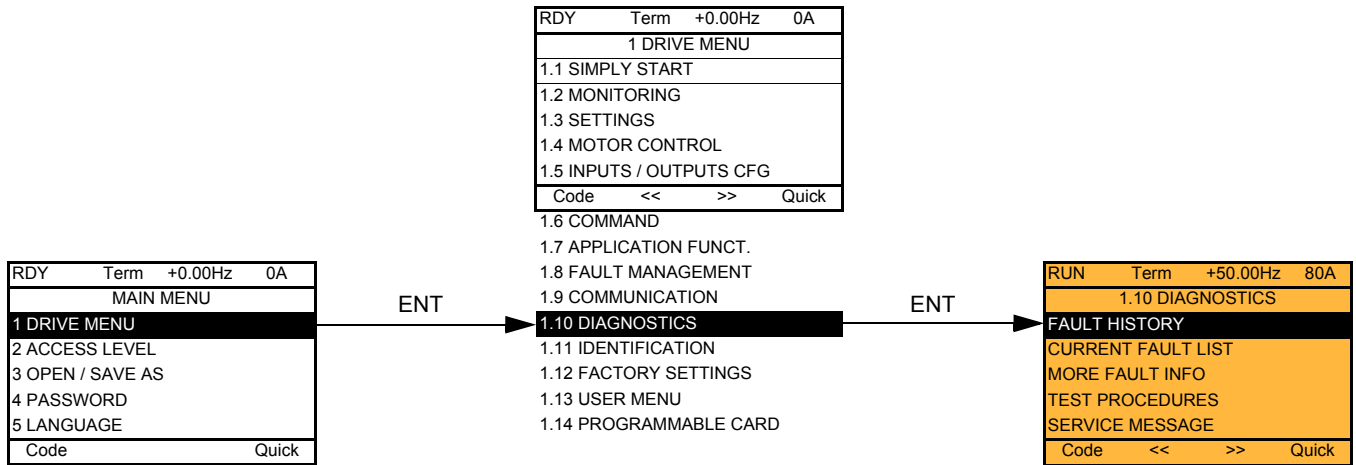 RDY Term +0.00Hz 0A
1 DRIVE MENU
1.1 SIMPLY START
1.2 MONITORING
1.3 SETTINGS
1.4 MOTOR CONTROL
1.5 INPUTS / OUTPUTS CFG
Code << >> Quick
1.6 COMMAND
1.7 APPLICATION FUNCT.
1.8 FAULT MANAGEMENT
1.9 COMMUNICATION
1.10 DIAGNOSTICS
1.11 IDENTIFICATION
1.12 FACTORY SETTINGS
1.13 USER MENU
1.14 PROGRAMMABLE CARD
RDY Term +0.00Hz 0A
MAIN MENU
1 DRIVE MENU
2 ACCESS LEVEL
3 OPEN / SAVE AS
4 PASSWORD
5 LANGUAGE
Code Quick
ENT
ENT
RUN Term +50.00Hz 80A
1.10 DIAGNOSTICS
FAULT HISTORY
CURRENT FAULT LIST
MORE FAULT INFO
TEST PROCEDURES
SERVICE MESSAGE
Code << >> Quick